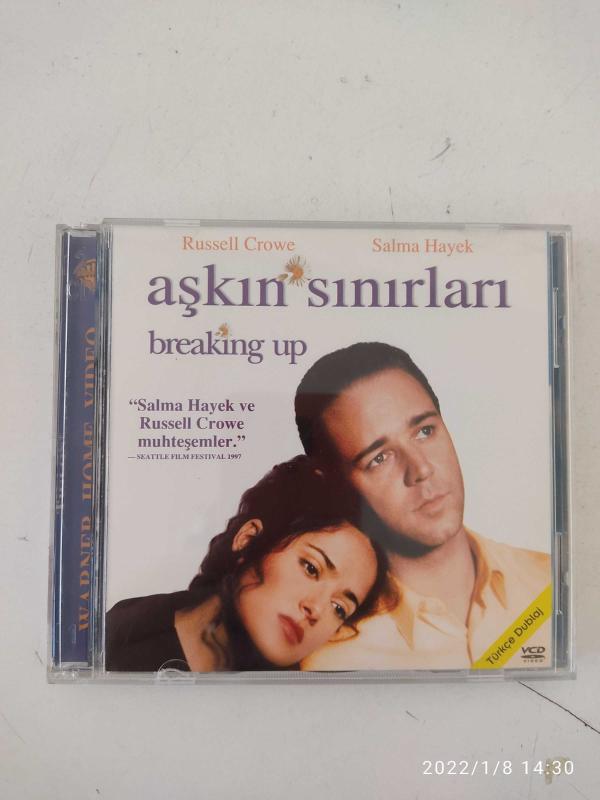 Russell Crowe Salma Hayek
aşkın sınırları
breaking up
“Salma Hayek ve
Russell Crowe
muhteşemler.”
— SEATTLE FILM FESTIVAL 1997
WARNER HOME VIDEO
Türkçe Dublaj
VCD
VIDEO
2022/1/8 14:30